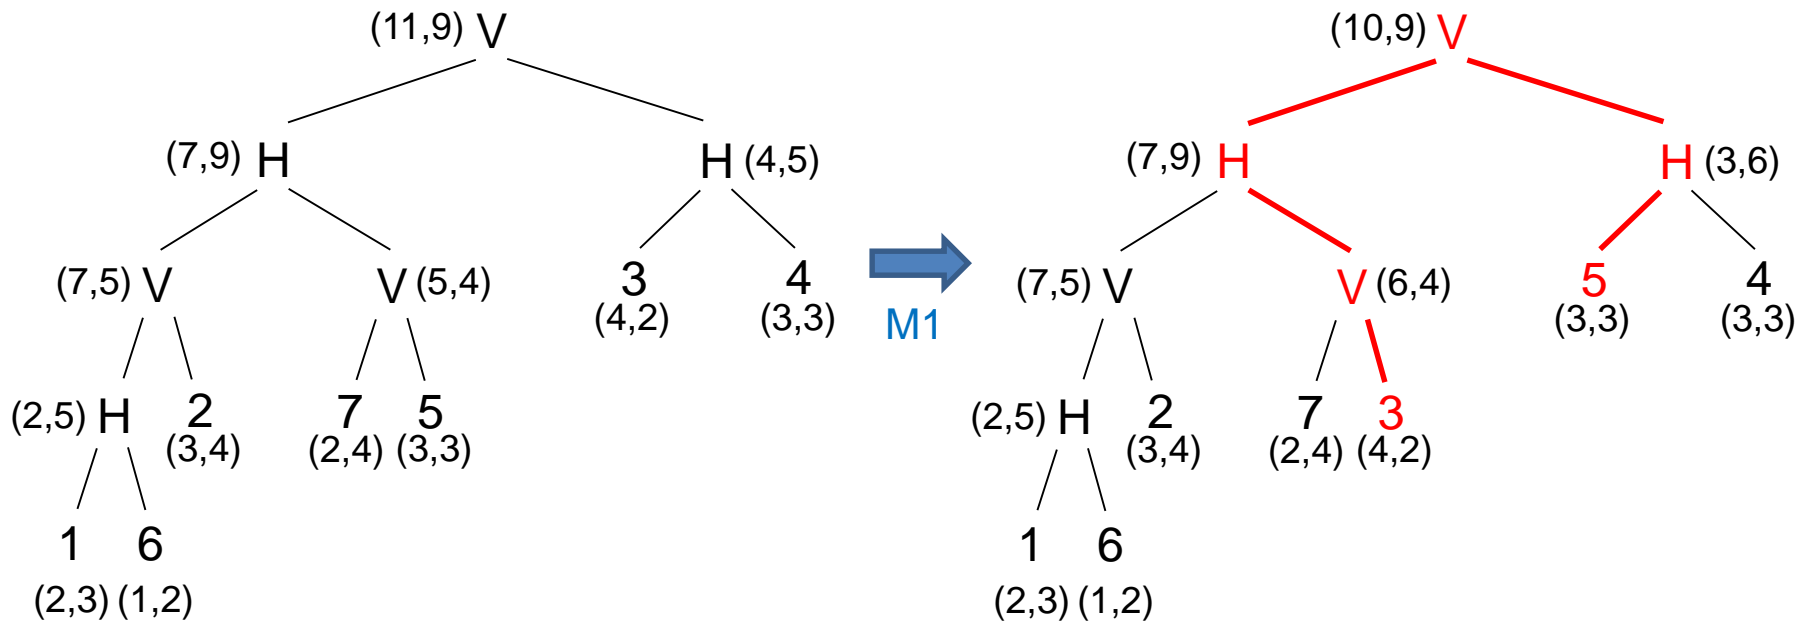 (11,9) V (10,9) V
(7,9) H H (4,5) (7,9) H H (3,6)
(7,5) V V (5,4) 3 4 (7,5) V V (6,4) 5 4
(4,2) (3,3) (3,3) (3,3)
M1
(2,5) H 2 7 5 (2,5) H 2 7 3
(3,4) (2,4) (3,3) (3,4) (2,4) (4,2)
1 6 1 6
(2,3) (1,2) (2,3) (1,2)